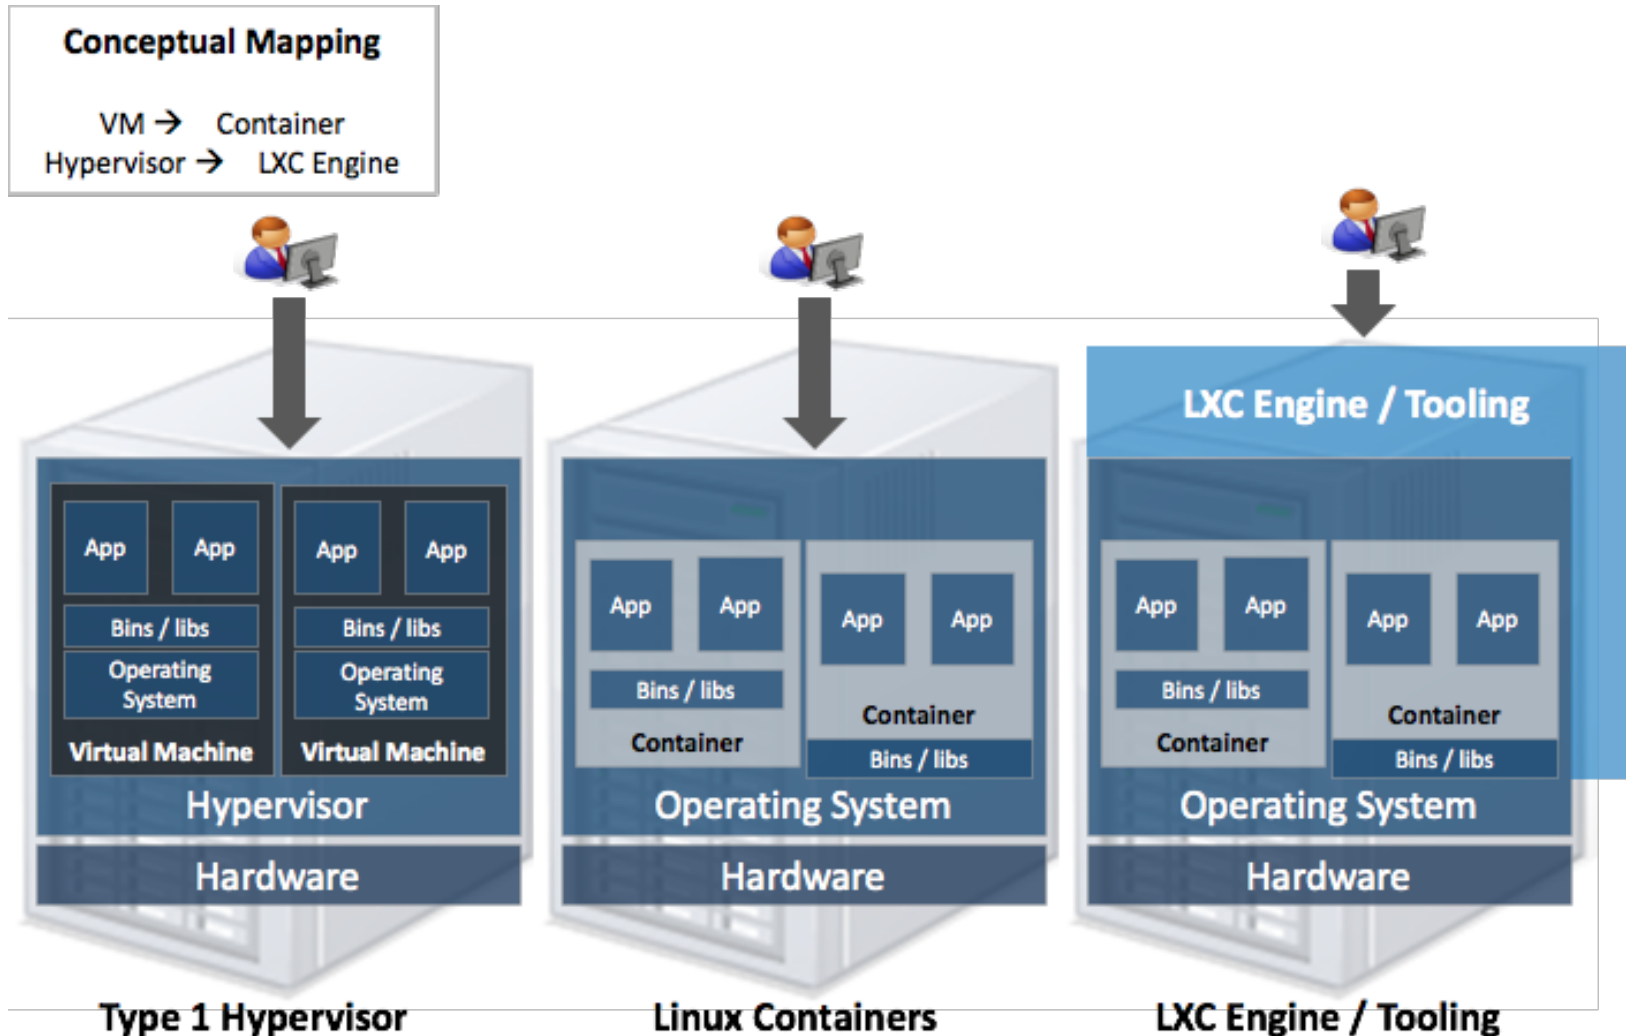 Conceptual Mapping
VM → Container
Hypervisor → LXC Engine
App App
App App
Bins / libs
Bins / libs
Operating
System
Operating
System
Virtual Machine
Virtual Machine
Hypervisor
Hardware
Type 1 Hypervisor
App App
App App
Bins / libs
Container
Container
Bins / libs
Operating System
Hardware
Linux Containers
LXC Engine / Tooling
App App
App App
Bins / libs
Container
Container
Bins / libs
Operating System
Hardware
LXC Engine / Tooling